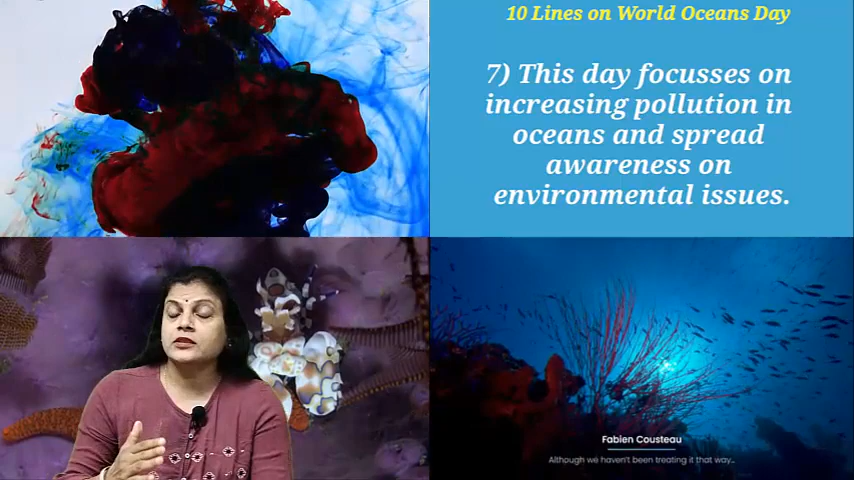 10 Lines on World Oceans Day
7) This day focusses on
increasing pollution in
oceans and spread
awareness on
environmental issues.
Fabien Cousteau
Although we haven't been treating it that way...